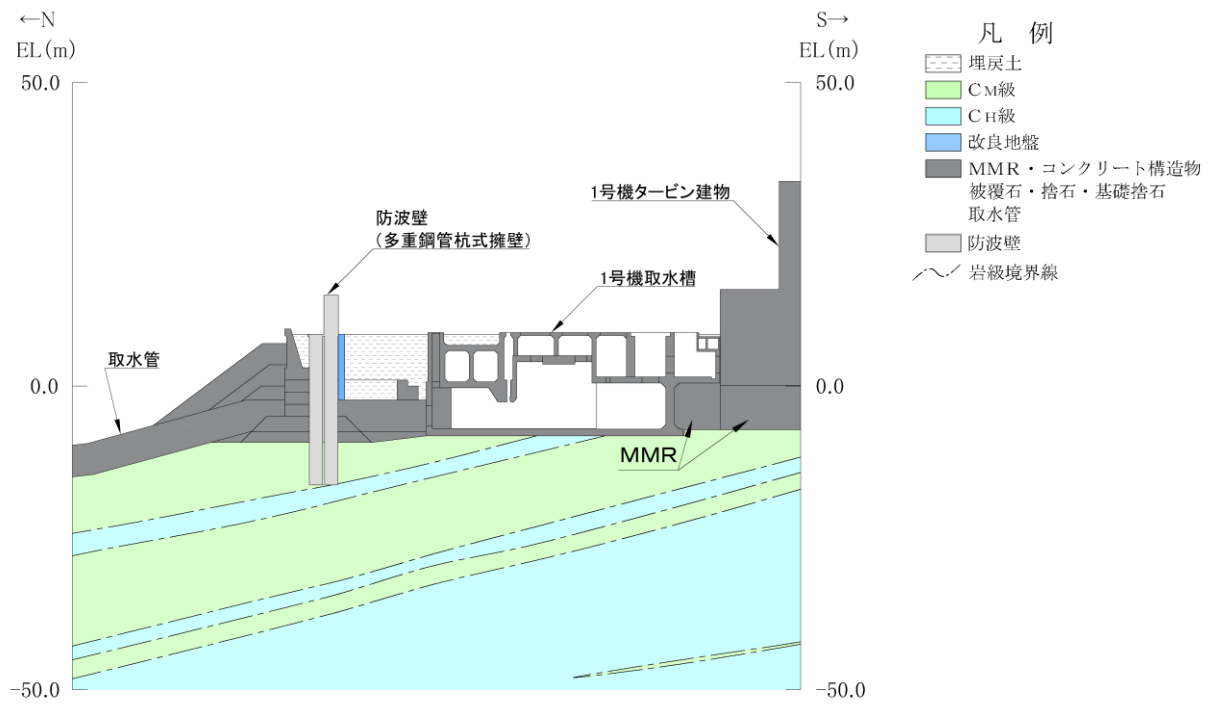 ←N
EL(m)
50.0
0.0
-50.0
取水管
防波壁
(多重鋼管杭式擁壁)
1号機取水槽
1号機タービン建物
MMR
S→
EL(m)
50.0
0.0
-50.0
凡 例
埋戻土
CM級
CH級
改良地盤
MMR・コンクリート構造物
被覆石・捨石・基礎捨石
取水管
防波壁
岩級境界線